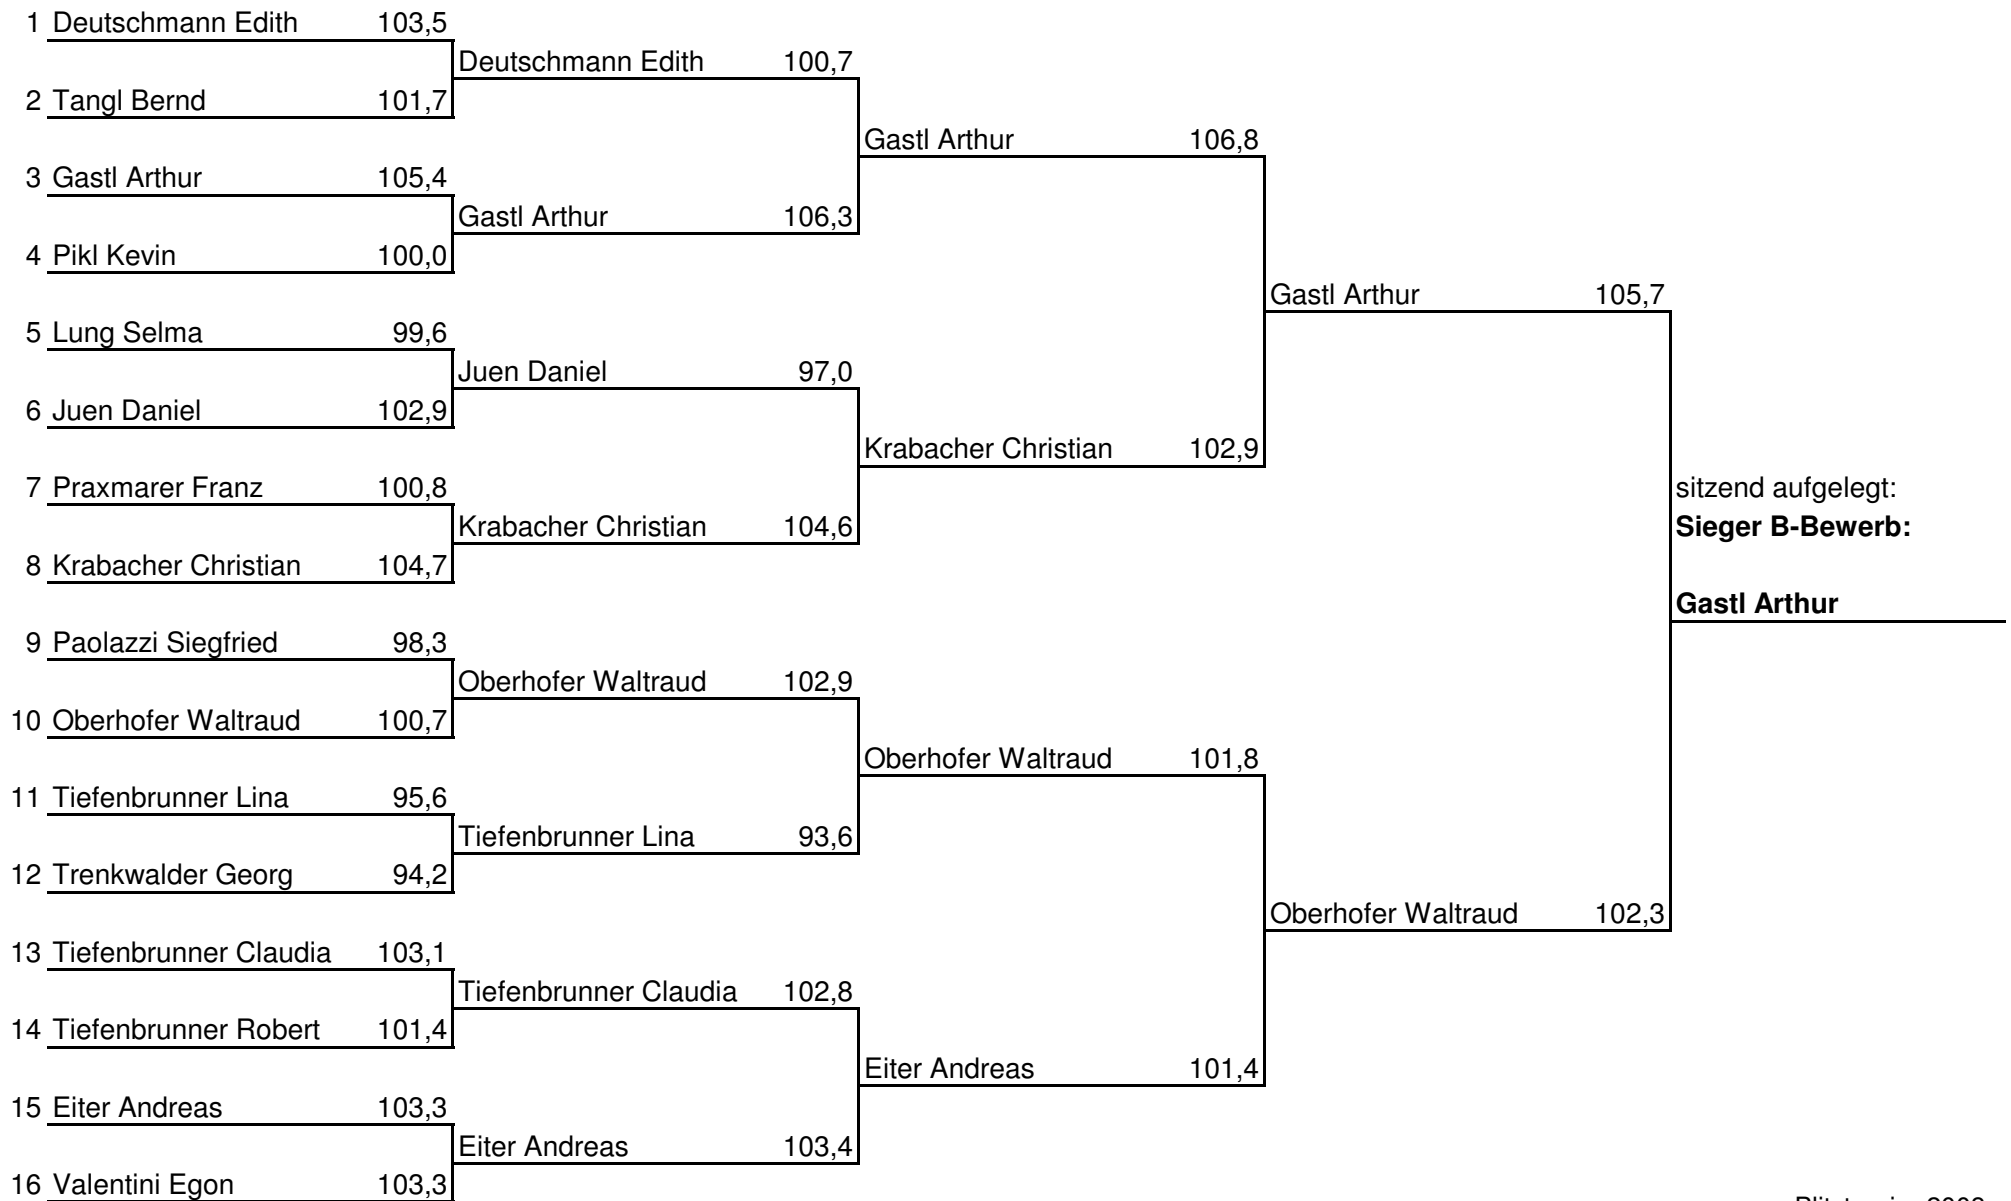 1 Deutschmann Edith 103,5
Deutschmann Edith 100,7
2 Tangl Bernd 101,7
Gastl Arthur 106,8
3 Gastl Arthur 105,4
Gastl Arthur 106,3
4 Pikl Kevin 100,0
Gastl Arthur 105,7
5 Lung Selma 99,6
Juen Daniel 97,0
6 Juen Daniel 102,9
Krabacher Christian 102,9
7 Praxmarer Franz 100,8
sitzend aufgelegt:
Krabacher Christian 104,6
Sieger B-Bewerb:
8 Krabacher Christian 104,7
Gastl Arthur
9 Paolazzi Siegfried 98,3
Oberhofer Waltraud 102,9
10 Oberhofer Waltraud 100,7
Oberhofer Waltraud 101,8
11 Tiefenbrunner Lina 95,6
Tiefenbrunner Lina 93,6
12 Trenkwalder Georg 94,2
Oberhofer Waltraud 102,3
13 Tiefenbrunner Claudia 103,1
Tiefenbrunner Claudia 102,8
14 Tiefenbrunner Robert 101,4
Eiter Andreas 101,4
15 Eiter Andreas 103,3
Eiter Andreas 103,4
16 Valentini Egon 103,3